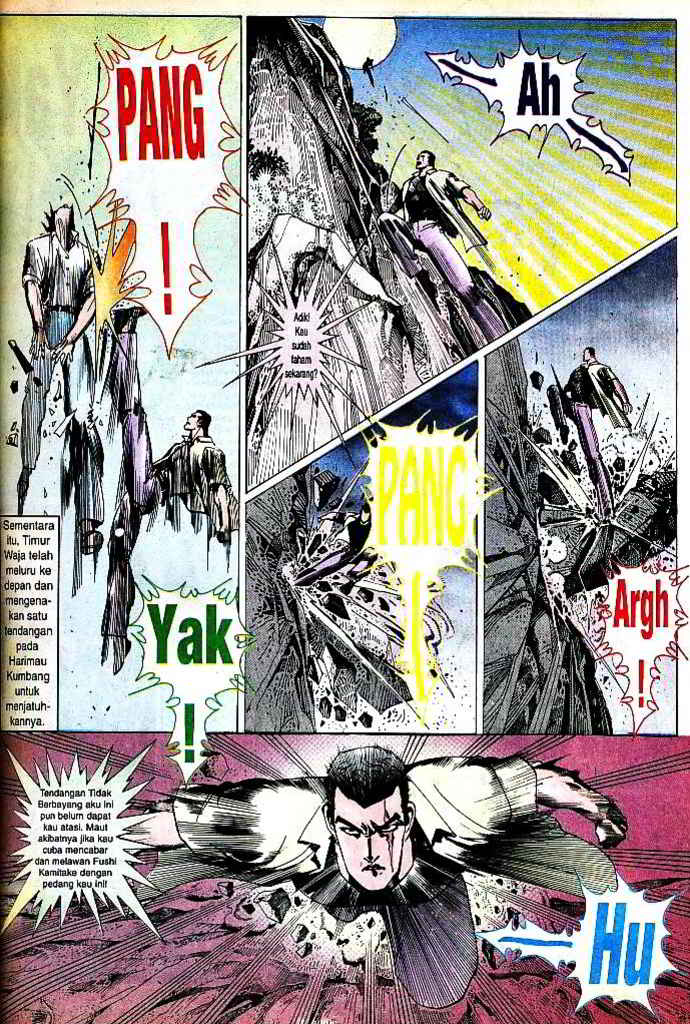 PANG
!
Sementara
itu, Timur
Waja telah
meluru ke
depan dan
mengena-
kan satu
tendangan
pada
Harimau
Kumbang
untuk
menjatuh-
kannya.
Yak
!
Ah
Adik!
Kau
sudah
faham
sekarang?
PANG
!
Argh
!
Tendangan Tidak
Berbayang aku ini
pun belum dapat
kau atasi. Maut
akibatnya jika kau
cuba mencabar
dan melawan Fushi
Kamitake dengan
pedang kau ini!
Hu